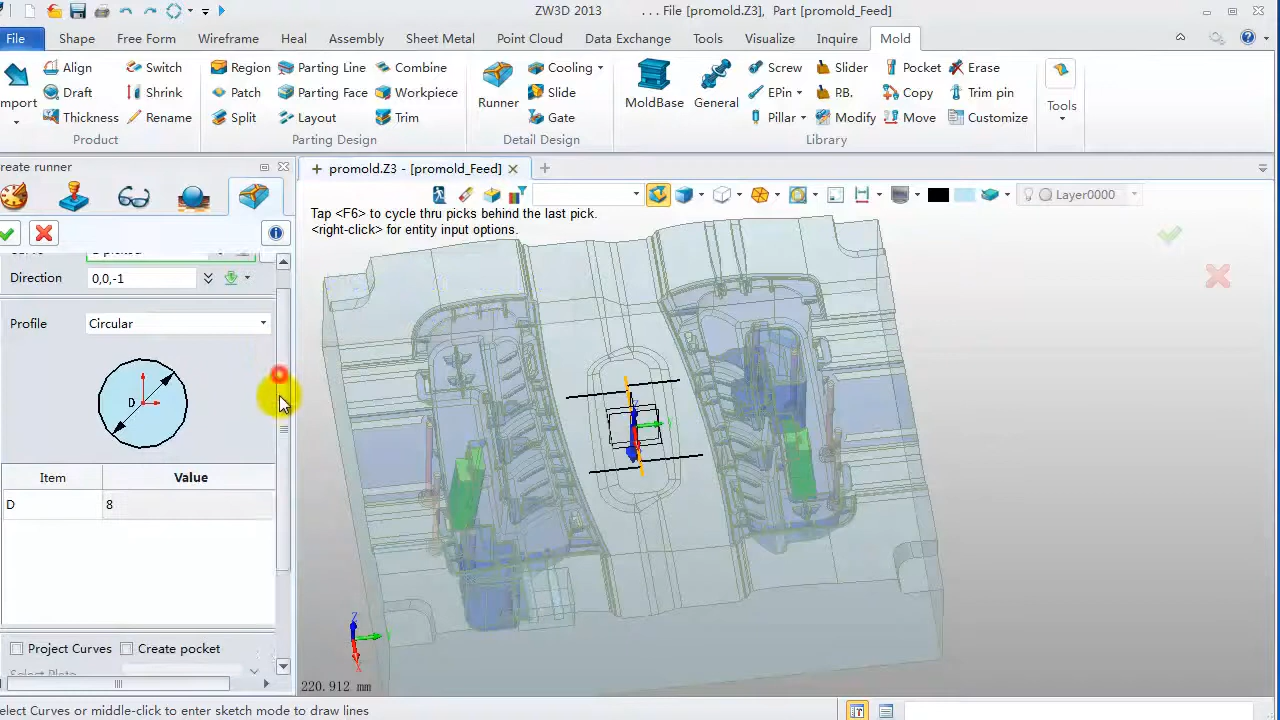 ZW3D 2013 . . . File [promold.Z3], Part [promold_Feed]
File Shape Free Form Wireframe Heal Assembly Sheet Metal Point Cloud Data Exchange Tools Visualize Inquire Mold
Align Switch Region Parting Line Combine Cooling Screw Slider Pocket Erase
Import Draft Shrink Patch Parting Face Workpiece Runner Slide MoldBase General EPin R.B. Copy Trim pin Tools
Thickness Renam Split Layout Trim Gate Pillar Modify Move Customize
Product Parting Design Detail Design Library
reate runner
promold.Z3 - [promold_Feed]
Layer0000
Tap <F6> to cycle thru picks behind the last pick.
<right-click> for entity input options.
Direction 0,0,-1
Profile Circular
D
Item Value
D 8
Project Curves Create pocket
Z
220.912 mm
elect Curves or middle-click to enter sketch mode to draw lines